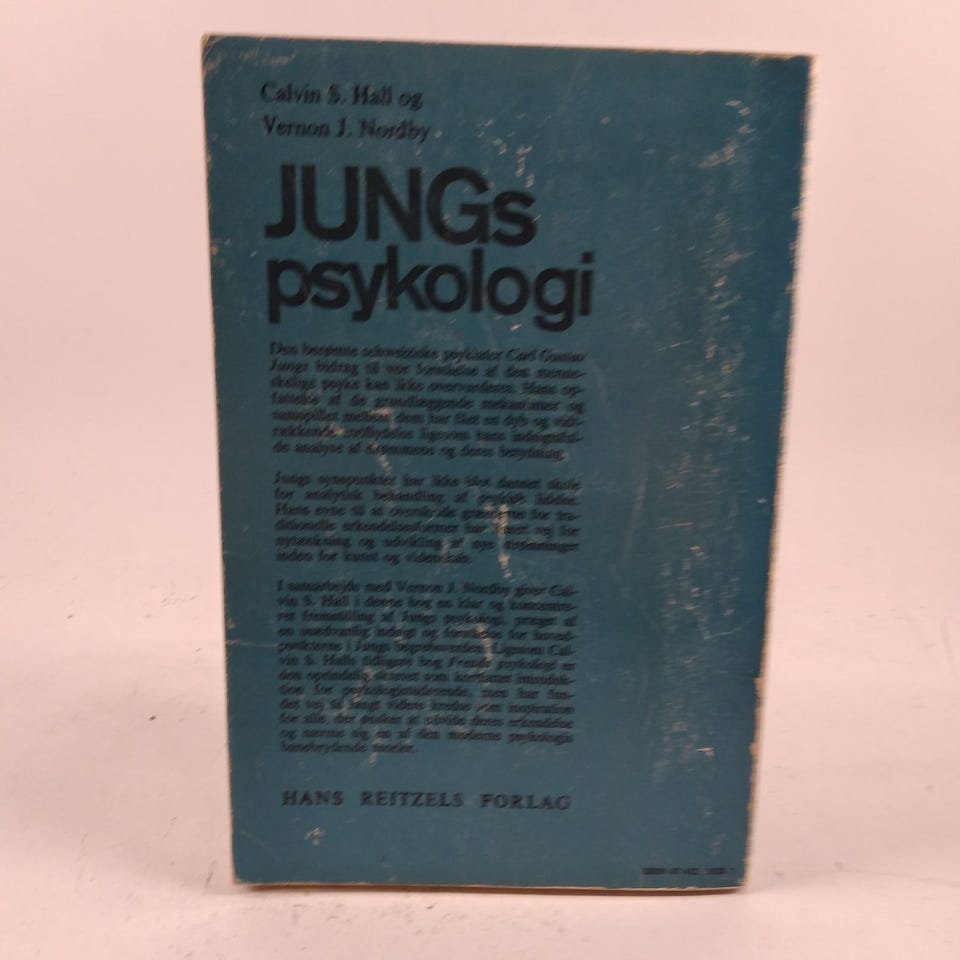 Calvin S. Hall og
Vernon J. Nordby
JUNGs
psykologi
Den berømte schweiziske psykiater Carl Gustav
Jungs bidrag til vor forståelse af den menne-
skelige psyke kan ikke overvurderes. Hans op-
fattelse af de grundlæggende mekanismer og
samspillet mellem dem har fået en dyb og vidt-
rækkende indflydelse ligesom hans indsigtsful-
de analyse af drømmene og deres betydning.
Jungs synspunkter har ikke blot dannet skole
for analytisk behandling af psykisk lidelse.
Hans evne til at overskride grænserne for tra-
ditionelle erkendelsesformer har banet vej for
nytænkning og udvikling af nye strømninger
inden for kunst og videnskab.
I samarbejde med Vernon J. Nordby giver Cal-
vin S. Hall i denne bog en klar og koncentre-
ret fremstilling af Jungs psykologi, præget af
en usædvanlig indsigt og forståelse for hoved-
punkterne i Jungs begrebsverden. Ligesom Cal-
vin S. Halls tidligere bog Freuds psykologi er
den oprindelig skrevet som kortfattet introduk-
tion for psykologistuderende, men har fun-
det vej til langt videre kredse som inspiration
for alle, der ønsker at udvide deres erkendelse
og nærme sig en af den moderne psykologis
banebrydende teorier.
HANS REITZELS FORLAG